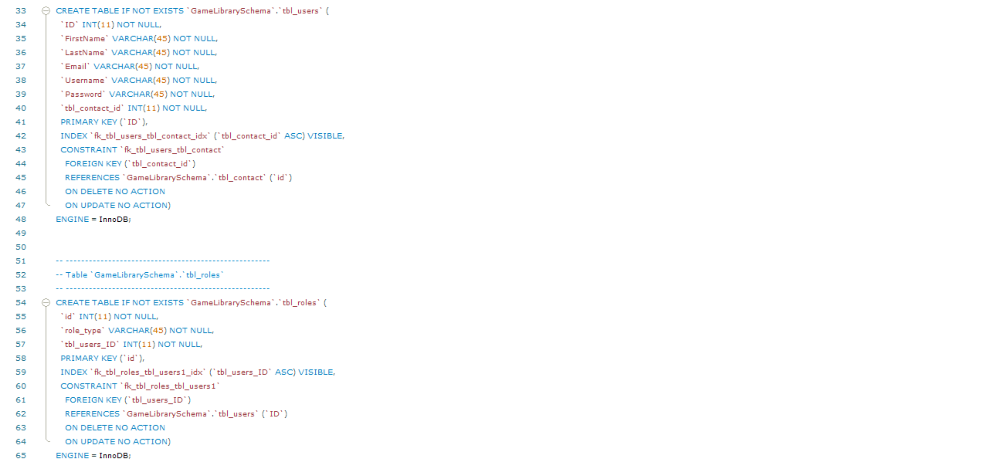 33 CREATE TABLE IF NOT EXISTS `GameLibrarySchema`.`tbl_users` (
34 `ID` INT(11) NOT NULL,
35 `FirstName` VARCHAR(45) NOT NULL,
36 `LastName` VARCHAR(45) NOT NULL,
37 `Email` VARCHAR(45) NOT NULL,
38 `Username` VARCHAR(45) NOT NULL,
39 `Password` VARCHAR(45) NOT NULL,
40 `tbl_contact_id` INT(11) NOT NULL,
41 PRIMARY KEY (`ID`),
42 INDEX `fk_tbl_users_tbl_contact_idx` (`tbl_contact_id` ASC) VISIBLE,
43 CONSTRAINT `fk_tbl_users_tbl_contact`
44 FOREIGN KEY (`tbl_contact_id`)
45 REFERENCES `GameLibrarySchema`.`tbl_contact` (`id`)
46 ON DELETE NO ACTION
47 ON UPDATE NO ACTION)
48 ENGINE = InnoDB;
49
50
51 -- -----------------------------------------------------
52 -- Table `GameLibrarySchema`.`tbl_roles`
53 -- -----------------------------------------------------
54 CREATE TABLE IF NOT EXISTS `GameLibrarySchema`.`tbl_roles` (
55 `id` INT(11) NOT NULL,
56 `role_type` VARCHAR(45) NOT NULL,
57 `tbl_users_ID` INT(11) NOT NULL,
58 PRIMARY KEY (`id`),
59 INDEX `fk_tbl_roles_tbl_users1_idx` (`tbl_users_ID` ASC) VISIBLE,
60 CONSTRAINT `fk_tbl_roles_tbl_users1`
61 FOREIGN KEY (`tbl_users_ID`)
62 REFERENCES `GameLibrarySchema`.`tbl_users` (`ID`)
63 ON DELETE NO ACTION
64 ON UPDATE NO ACTION)
65 ENGINE = InnoDB;